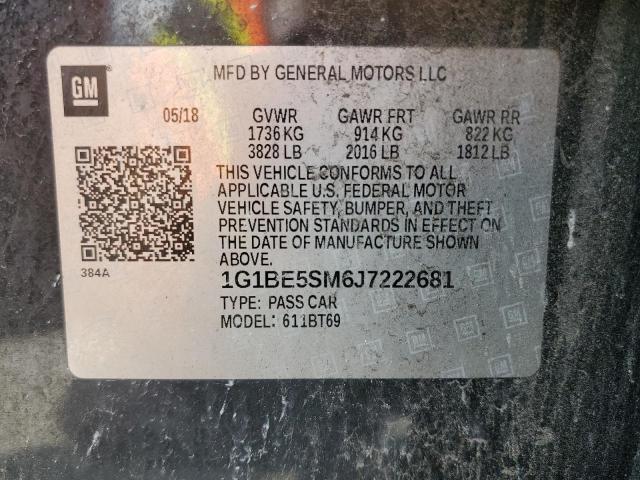 GM
MFD BY GENERAL MOTORS LLC
05/18 GVWR GAWR FRT GAWR RR
1736 KG 914 KG 822 KG
3828 LB 2016 LB 1812 LB
THIS VEHICLE CONFORMS TO ALL
APPLICABLE U.S. FEDERAL MOTOR
VEHICLE SAFETY, BUMPER, AND THEFT
PREVENTION STANDARDS IN EFFECT ON
THE DATE OF MANUFACTURE SHOWN
ABOVE.
384A
1G1BE5SM6J7222681
TYPE: PASS CAR
MODEL: 611BT69